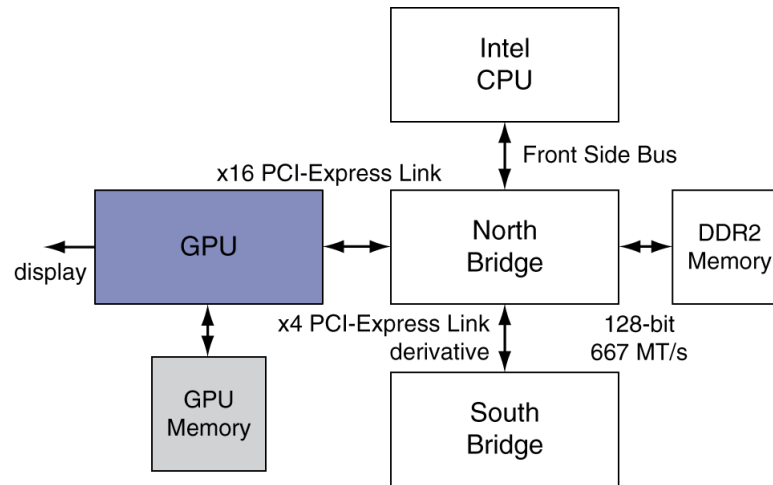 Intel
CPU
Front Side Bus
x16 PCI-Express Link
GPU
North
Bridge
DDR2
Memory
display
x4 PCI-Express Link
derivative
128-bit
667 MT/s
GPU
Memory
South
Bridge